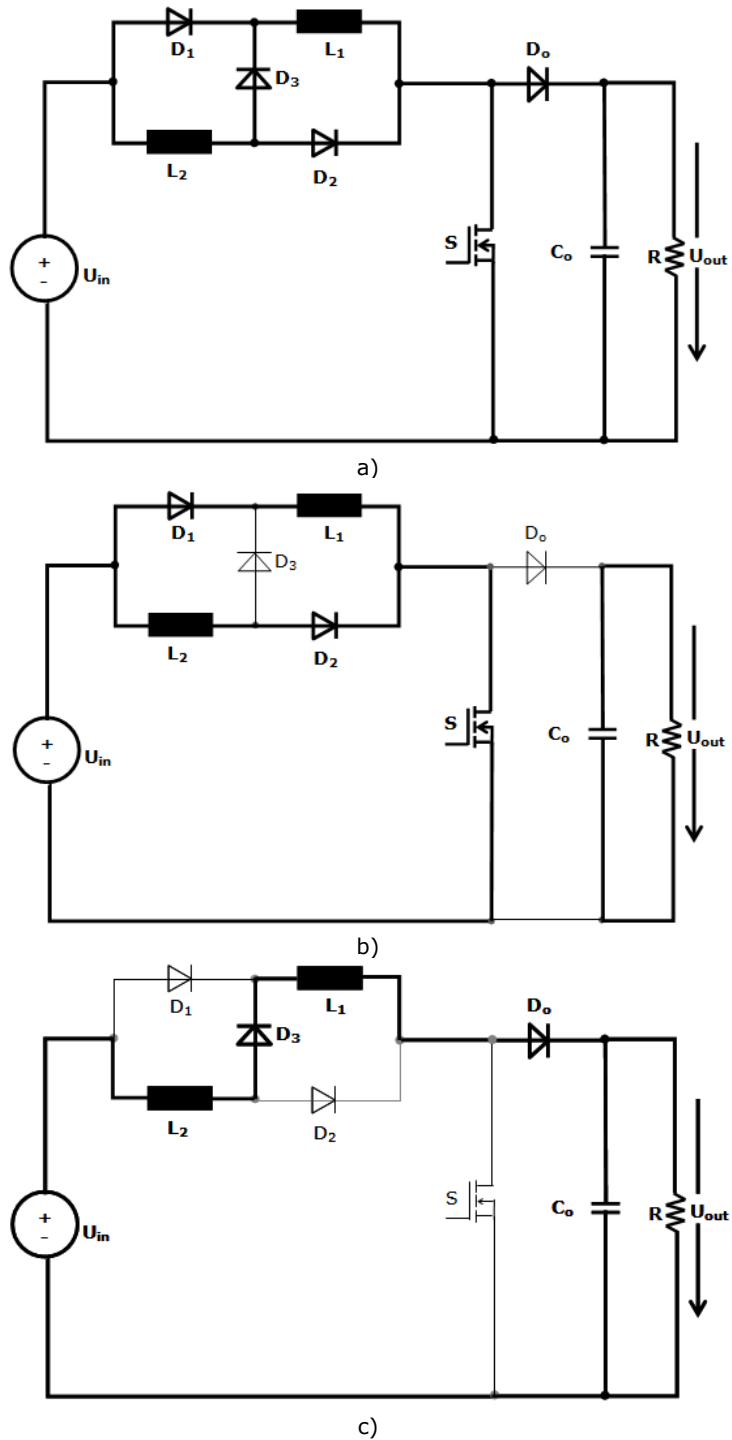 D₁
L₁
D₃
L₂
D₂
Dₒ
S
Cₒ
R
Uₒᵤₜ
+
-
Uᵢₙ
a)
D₁
L₁
D₃
L₂
D₂
Dₒ
S
Cₒ
R
Uₒᵤₜ
+
-
Uᵢₙ
b)
D₁
L₁
D₃
L₂
D₂
Dₒ
S
Cₒ
R
Uₒᵤₜ
+
-
Uᵢₙ
c)